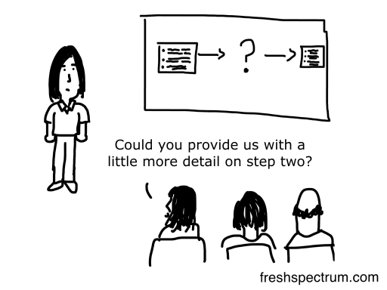 ?
Could you provide us with a
little more detail on step two?
freshspectrum.com